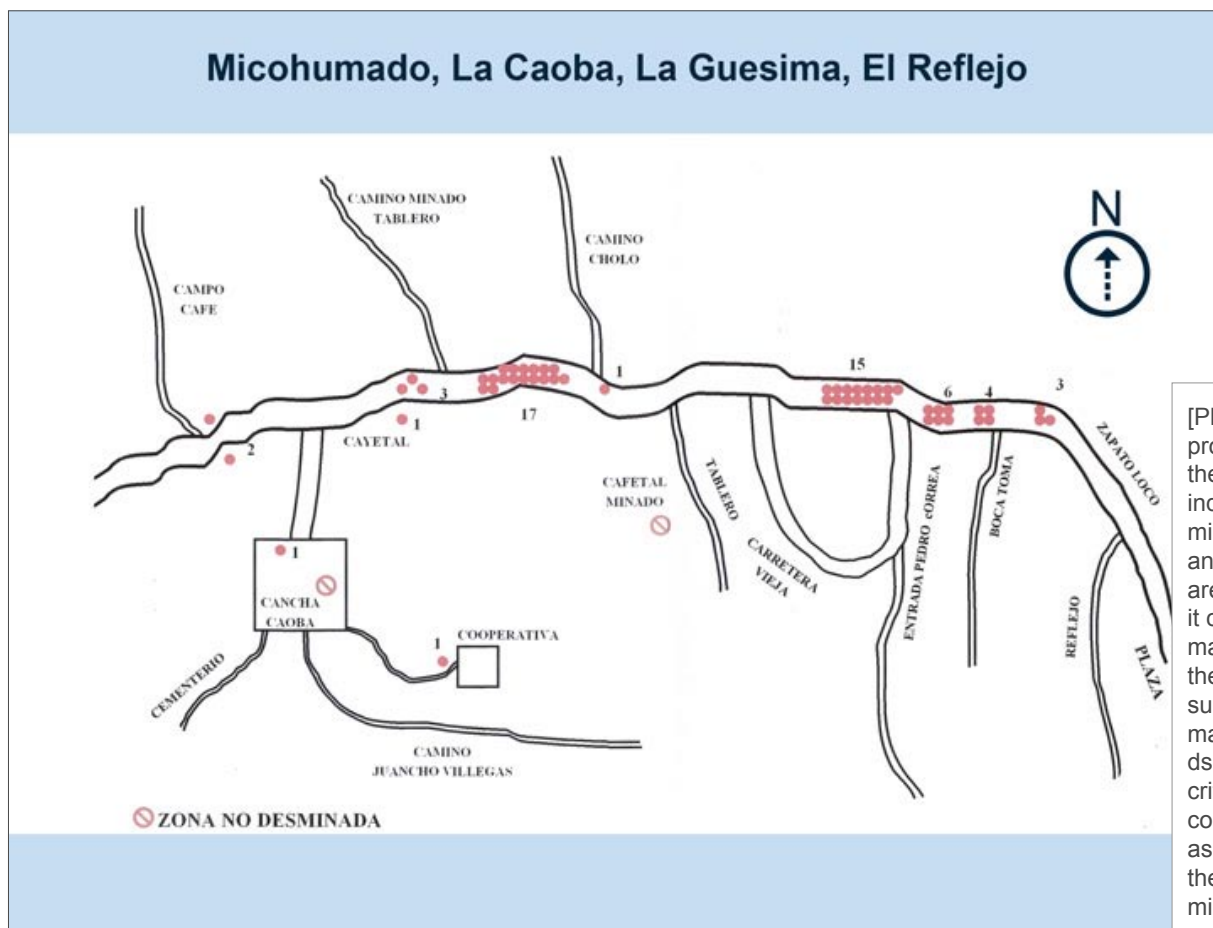 Micohumado, La Caoba, La Guesima, El Reflejo
N
CAMINO MINADO
TABLERO
CAMINO
CHOLO
CAMPO
CAFE
1
15
3
17
6
4
3
2
1
CAYETAL
ZAPATO LOCO
CAFETAL
MINADO
TABLERO
CARRETERA
VIEJA
ENTRADA PEDRO cORREA
BOCA TOMA
REFLEJO
PLAZA
1
CANCHA
CAOBA
1
COOPERATIVA
CEMENTERIO
CAMINO
JUANCHO VILLEGAS
ZONA NO DESMINADA